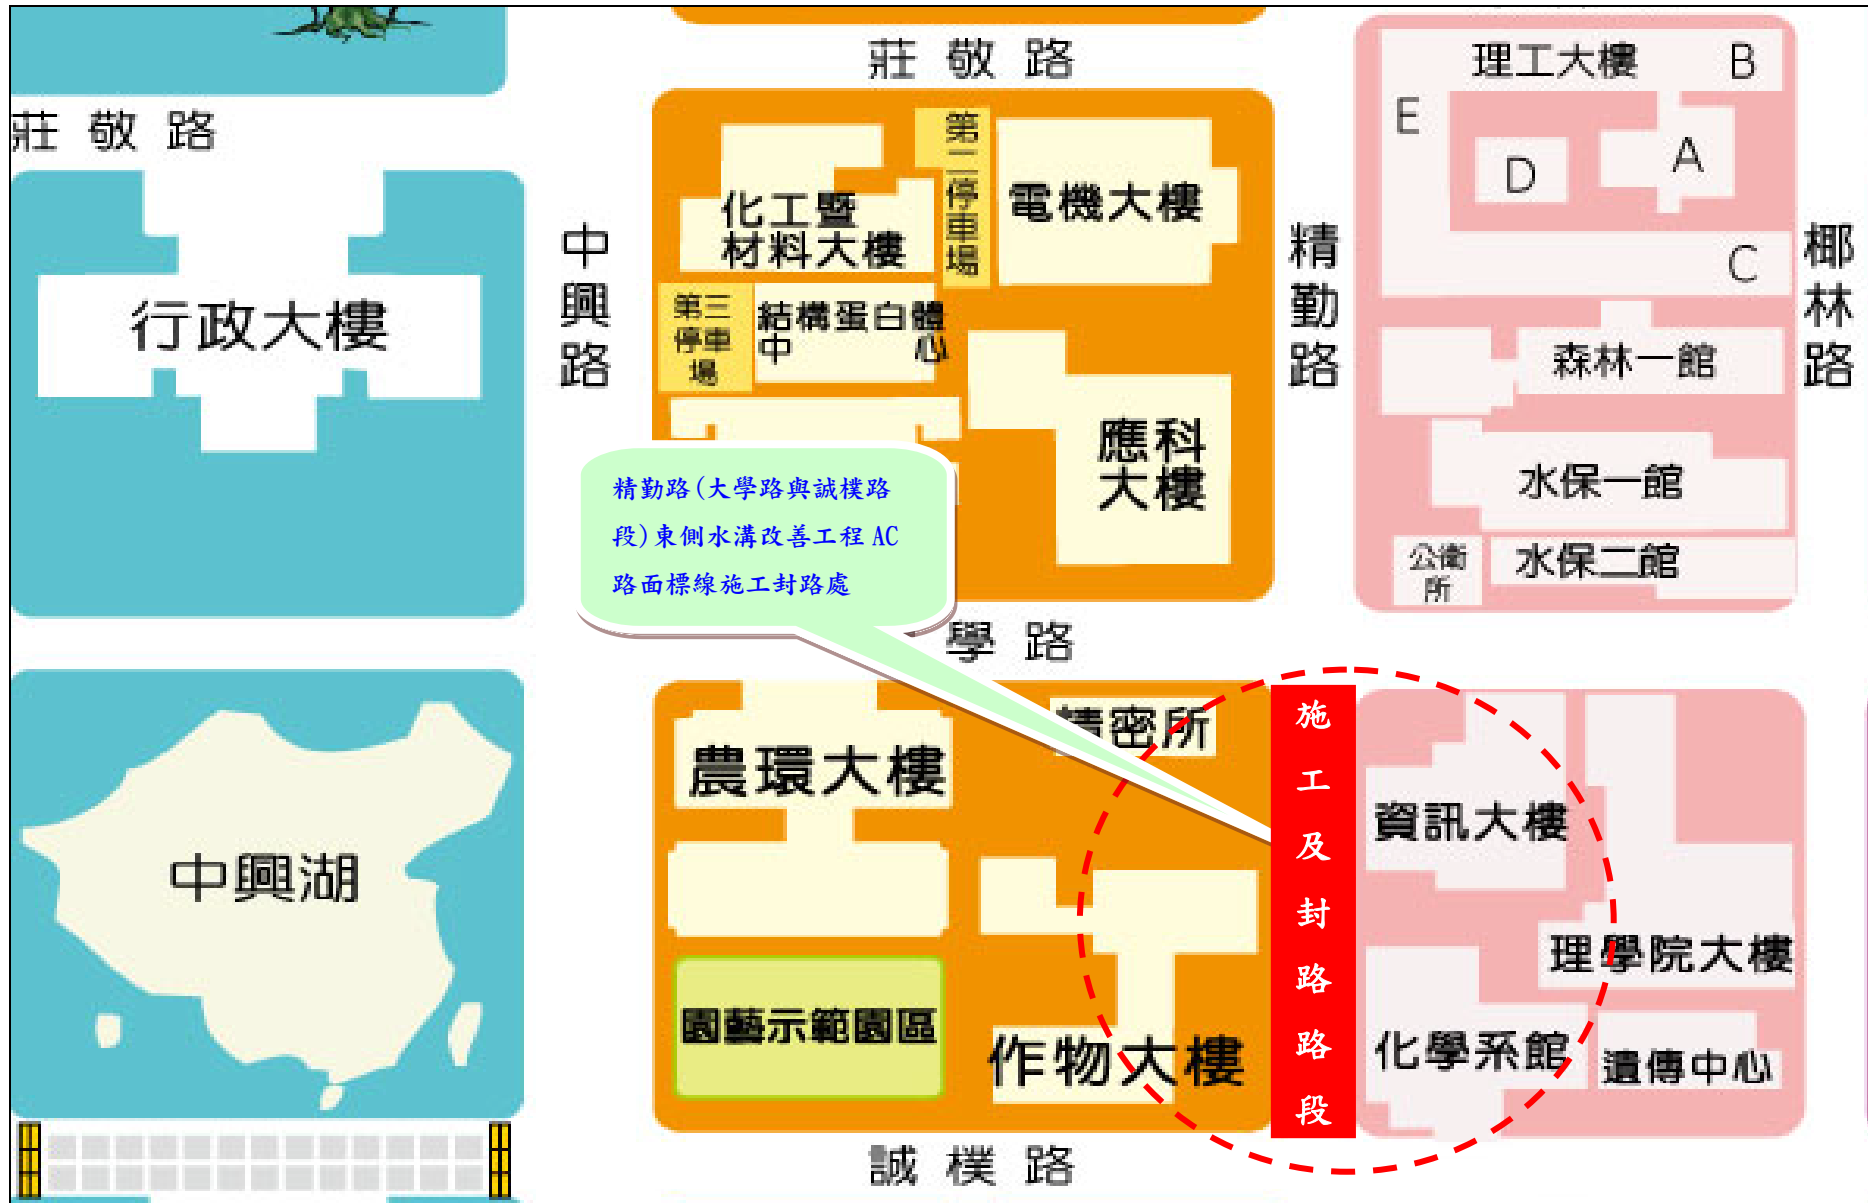 莊敬路
理工大樓
B
E
D
A
C
莊敬路
第二停車場
化工暨
材料大樓
電機大樓
中興路
精勤路
椰林路
行政大樓
第三
停車
場
結構蛋白體
中心
森林一館
應科
大樓
水保一館
公衛
所
水保二館
精勤路(大學路與誠樸路
段)東側水溝改善工程 AC
路面標線施工封路處
學路
精密所
農環大樓
施工及封路路段
資訊大樓
中興湖
理學院大樓
園藝示範園區
作物大樓
化學系館
遺傳中心
誠樸路